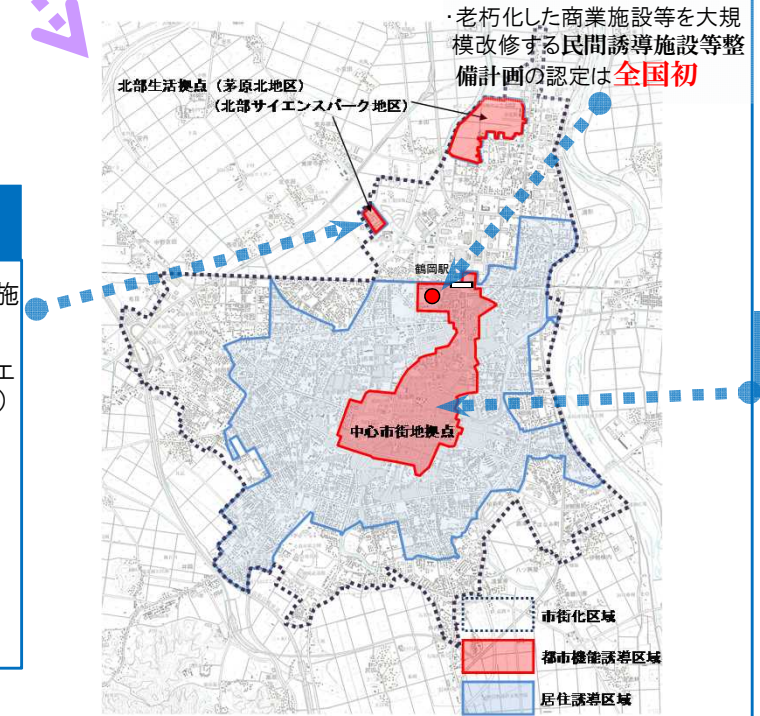 ・老朽化した商業施設等を大規
模改修する民間誘導施設等整
備計画の認定は全国初
北部生活拠点（茅原北地区）
（北部サイエンスパーク地区）
施
エ
）
鶴岡駅
中心市街地拠点
市街化区域
都市機能誘導区域
居住誘導区域